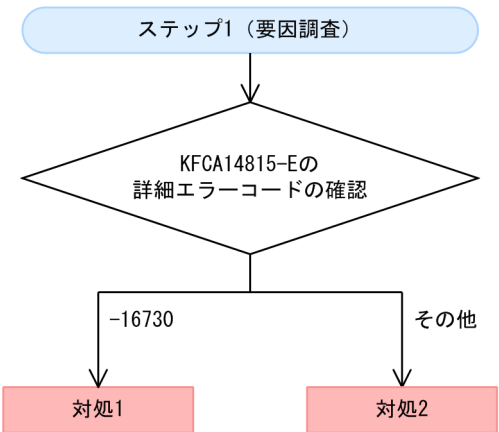 ステップ1（要因調査）
KFCA14815-Eの
詳細エラーコードの確認
-16730
その他
対処1
対処2